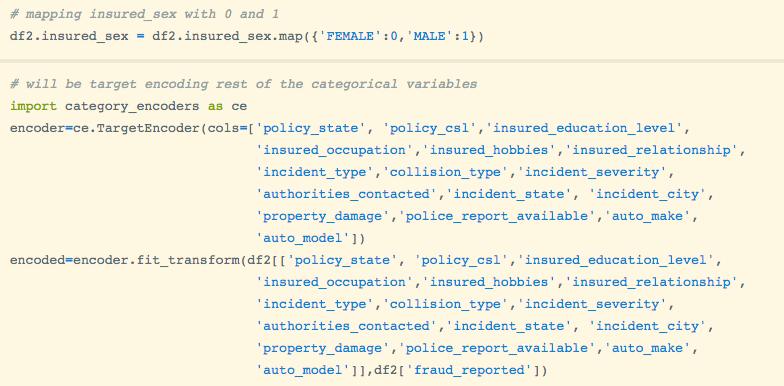 # mapping insured_sex with 0 and 1
df2.insured_sex = df2.insured_sex.map({'FEMALE':0,'MALE':1})
# will be target encoding rest of the categorical variables
import category_encoders as ce
encoder=ce.TargetEncoder(cols=['policy_state', 'policy_csl','insured_education_level',
'insured_occupation','insured_hobbies','insured_relationship',
'incident_type','collision_type','incident_severity',
'authorities_contacted','incident_state', 'incident_city',
'property_damage','police_report_available','auto_make',
'auto_model'])
encoded=encoder.fit_transform(df2[['policy_state', 'policy_csl','insured_education_level',
'insured_occupation','insured_hobbies','insured_relationship',
'incident_type','collision_type','incident_severity',
'authorities_contacted','incident_state', 'incident_city',
'property_damage','police_report_available','auto_make',
'auto_model']],df2['fraud_reported'])